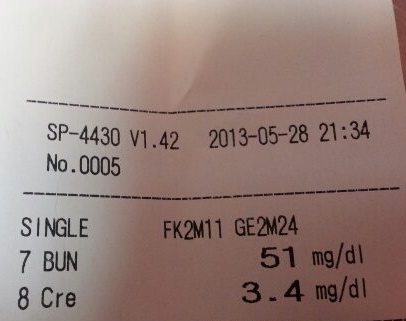 SP-4430 V1.42 2013-05-28 21:34
No.0005
SINGLE FK2M11 GE2M24
7 BUN 51 mg/dl
8 Cre 3.4 mg/dl